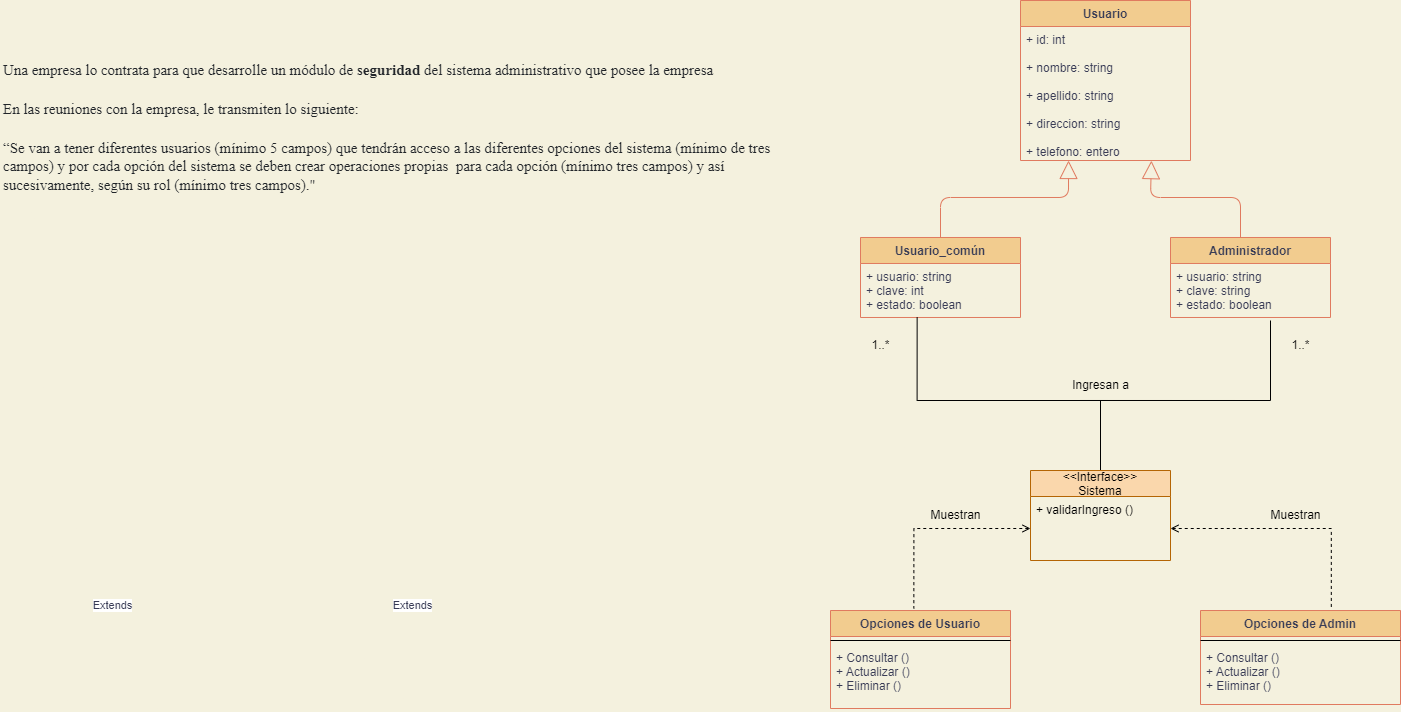 Una empresa lo contrata para que desarrolle un módulo de seguridad del sistema administrativo que posee la empresa
En las reuniones con la empresa, le transmiten lo siguiente:
“Se van a tener diferentes usuarios (mínimo 5 campos) que tendrán acceso a las diferentes opciones del sistema (mínimo de tres
campos) y por cada opción del sistema se deben crear operaciones propias  para cada opción (mínimo tres campos) y así
sucesivamente, según su rol (mínimo tres campos)."
Usuario
+ id: int
+ nombre: string
+ apellido: string
+ direccion: string
+ telefono: entero
Usuario_común
+ usuario: string
+ clave: int
+ estado: boolean
Administrador
+ usuario: string
+ clave: string
+ estado: boolean
1..*
1..*
Ingresan a
<<Interface>>
Sistema
+ validarIngreso ()
Muestran
Muestran
Extends
Extends
Opciones de Usuario
+ Consultar ()
+ Actualizar ()
+ Eliminar ()
Opciones de Admin
+ Consultar ()
+ Actualizar ()
+ Eliminar ()